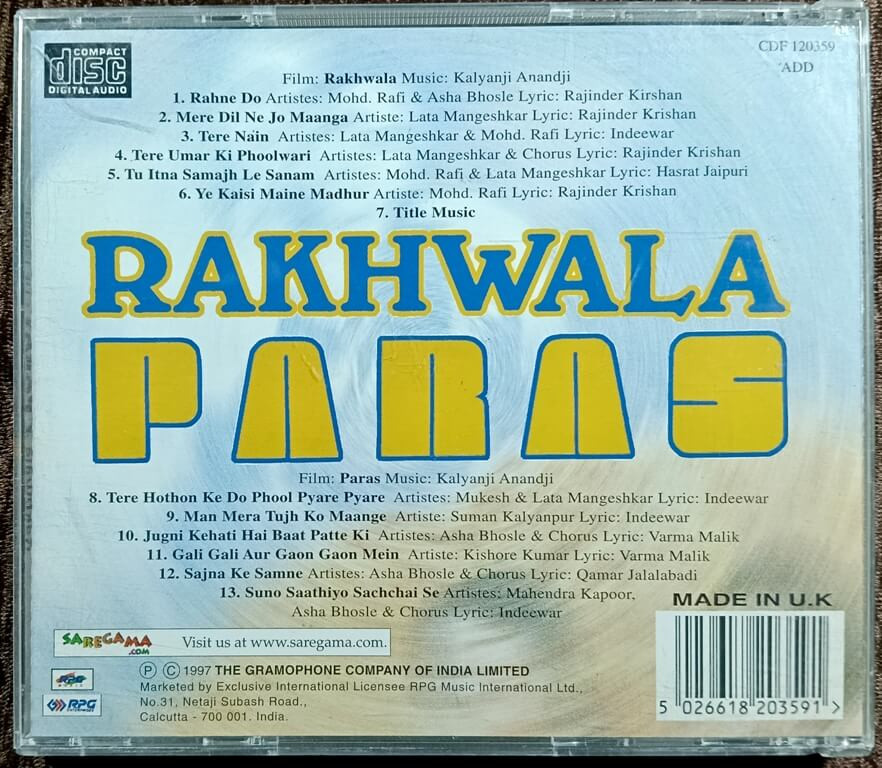 COMPACT
disc
DIGITAL AUDIO
CDF 120359
ADD
Film: Rakhwala Music: Kalyanji Anandji
1. Rahne Do Artistes: Mohd. Rafi & Asha Bhosle Lyric: Rajinder Kirshan
2. Mere Dil Ne Jo Maanga Artiste: Lata Mangeshkar Lyric: Rajinder Krishan
3. Tere Nain Artistes: Lata Mangeshkar & Mohd. Rafi Lyric: Indeewar
4. Tere Umar Ki Phoolwari Artistes: Lata Mangeshkar & Chorus Lyric: Rajinder Krishan
5. Tu Itna Samajh Le Sanam Artistes: Mohd. Rafi & Lata Mangeshkar Lyric: Hasrat Jaipuri
6. Ye Kaisi Maine Madhur Artiste: Mohd. Rafi Lyric: Rajinder Krishan
7. Title Music
RAKHWALA
PARAS
Film: Paras Music: Kalyanji Anandji
8. Tere Hothon Ke Do Phool Pyare Pyare Artistes: Mukesh & Lata Mangeshkar Lyric: Indeewar
9. Man Mera Tujh Ko Maange Artiste: Suman Kalyanpur Lyric: Indeewar
10. Jugni Kehati Hai Baat Patte Ki Artistes: Asha Bhosle & Chorus Lyric: Varma Malik
11. Gali Gali Aur Gaon Gaon Mein Artiste: Kishore Kumar Lyric: Varma Malik
12. Sajna Ke Samne Artistes: Asha Bhosle & Chorus Lyric: Qamar Jalalabadi
13. Suno Saathiyo Sachchai Se Artistes: Mahendra Kapoor,
Asha Bhosle & Chorus Lyric: Indeewar
MADE IN U.K
SAREGAMA
.COM
Visit us at www.saregama.com.
RPG
MUSIC
RPG
ENTERPRISES
Ⓟ Ⓒ 1997 THE GRAMOPHONE COMPANY OF INDIA LIMITED
Marketed by Exclusive International Licensee RPG Music International Ltd.,
No.31, Netaji Subash Road.,
Calcutta - 700 001. India.
5 026618 203591 >